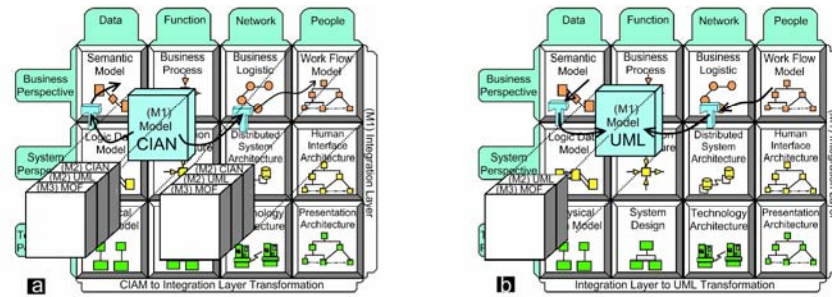 Data
Function
Network
People
Business
Perspective
Semantic
Model
Business
Process
Business
Logistic
Work Flow
Model
(M1)
Model
CIAN
System
Logic Data
Model
Distributed
System
Architecture
Human
Interface
Architecture
(M2) CIAN
(M2) UML
(M3) MOF
(M2) CIAN
(M2) UML
(M3) MOF
Technology
Architecture
Presentation
Architecture
(M1) Integration
Layer
CIAM to Integration Layer Transformation
a
Data
Function
Network
People
Business
Perspective
Semantic
Model
Business
Process
Business
Logistic
Work Flow
Model
(M1)
Model
UML
System
Perspective
Logic Data
Model
Distributed
System
Architecture
Human
Interface
Architecture
(M2) UML
(M3) MOF
System
Design
Technology
Architecture
Presentation
Architecture
Integration Layer to UML Transformation
b